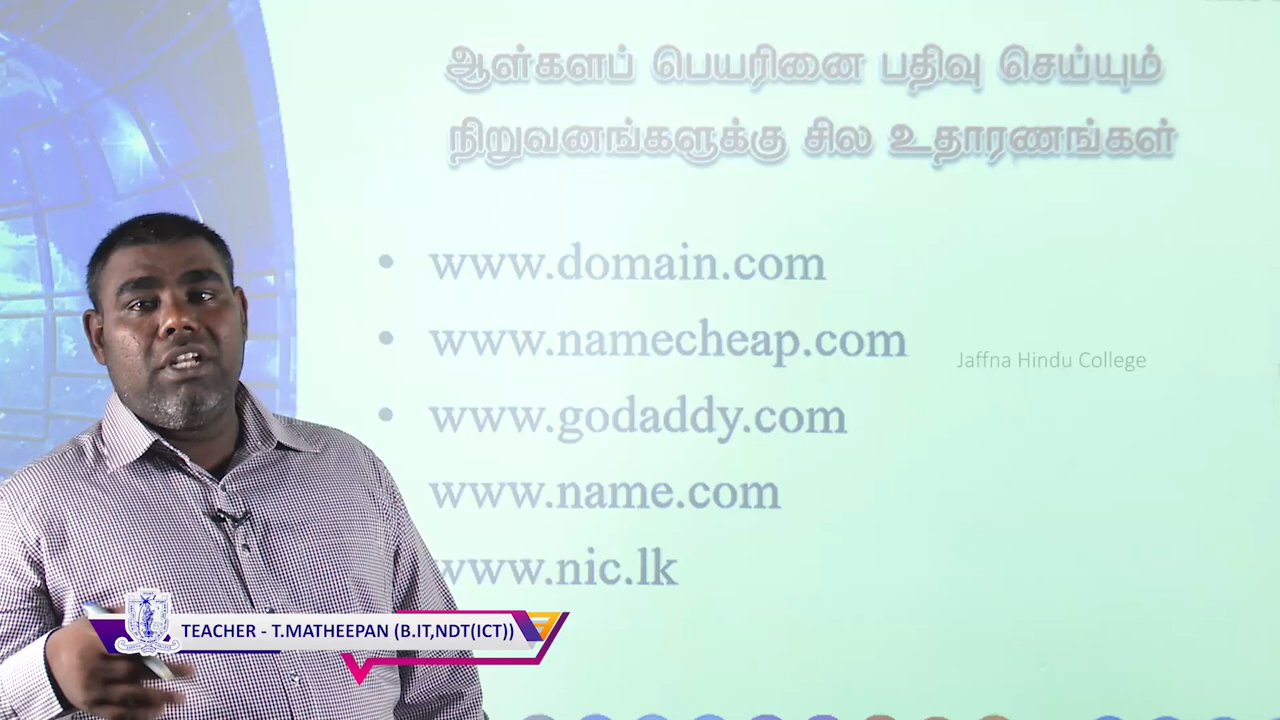 ஆள்களப் பெயரினை பதிவு செய்யும்
நிறுவனங்களுக்கு சில உதாரணங்கள்
• www.domain.com
• www.namecheap.com
Jaffna Hindu College
• www.godaddy.com
www.name.com
www.nic.lk
TEACHER - T.MATHEEPAN (B.IT,NDT(ICT))